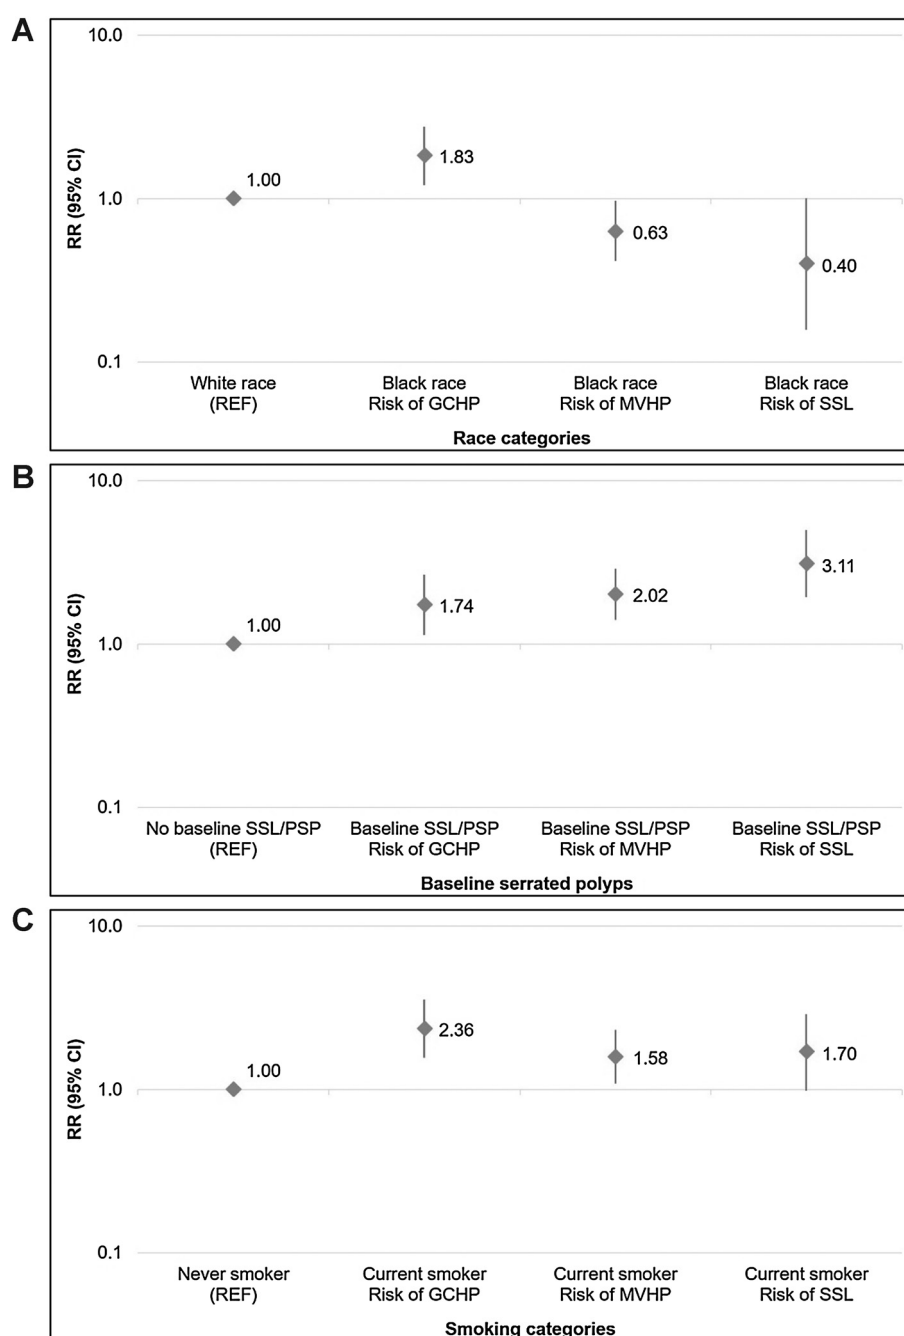 A
10.0
RR (95% CI)
1.00
1.83
1.0
0.63
0.40
0.1
White race
(REF)
Black race
Risk of GCHP
Black race
Risk of MVHP
Black race
Risk of SSL
Race categories
B
10.0
RR (95% CI)
3.11
2.02
1.74
1.00
1.0
0.1
No baseline SSL/PSP
(REF)
Baseline SSL/PSP
Risk of GCHP
Baseline SSL/PSP
Risk of MVHP
Baseline SSL/PSP
Risk of SSL
Baseline serrated polyps
C
10.0
RR (95% CI)
2.36
1.58
1.70
1.00
1.0
0.1
Never smoker
(REF)
Current smoker
Risk of GCHP
Current smoker
Risk of MVHP
Current smoker
Risk of SSL
Smoking categories